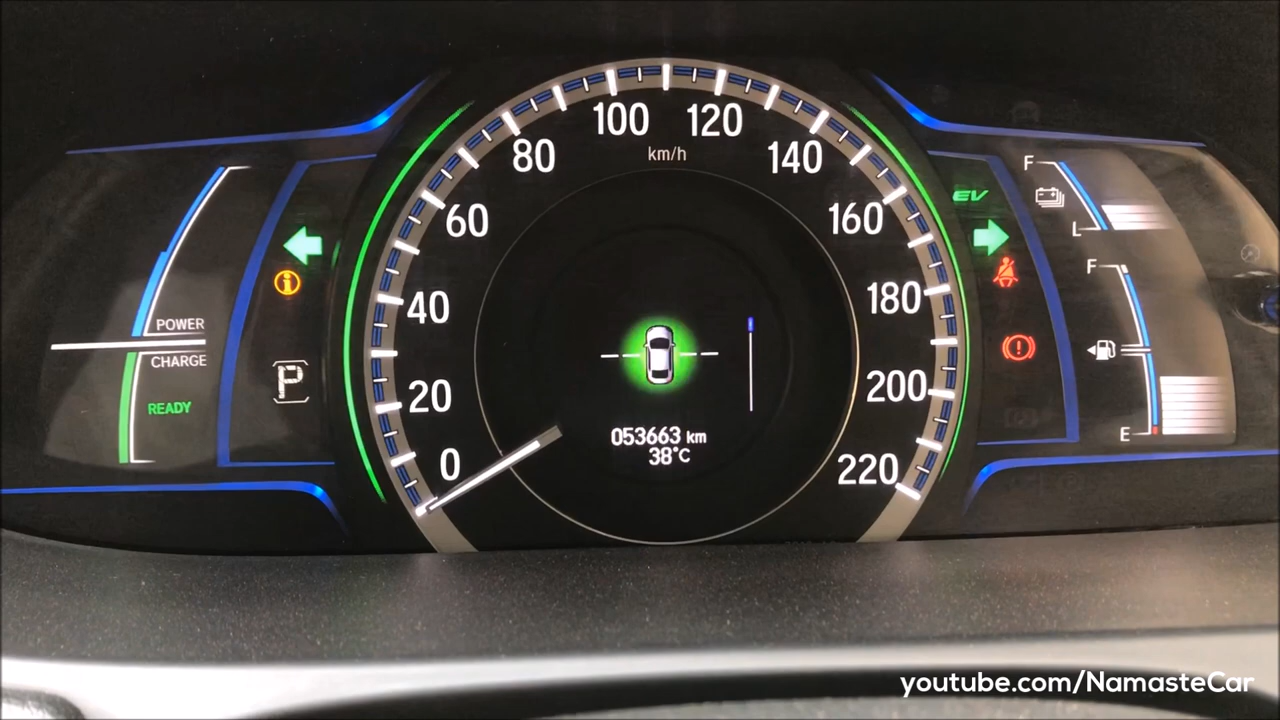 100 120
80 140
km/h
60 160
40 180
20 200
0 220
POWER
CHARGE
READY
P
053663 km
38°C
EV
F
L
F
E
youtube.com/NamasteCar